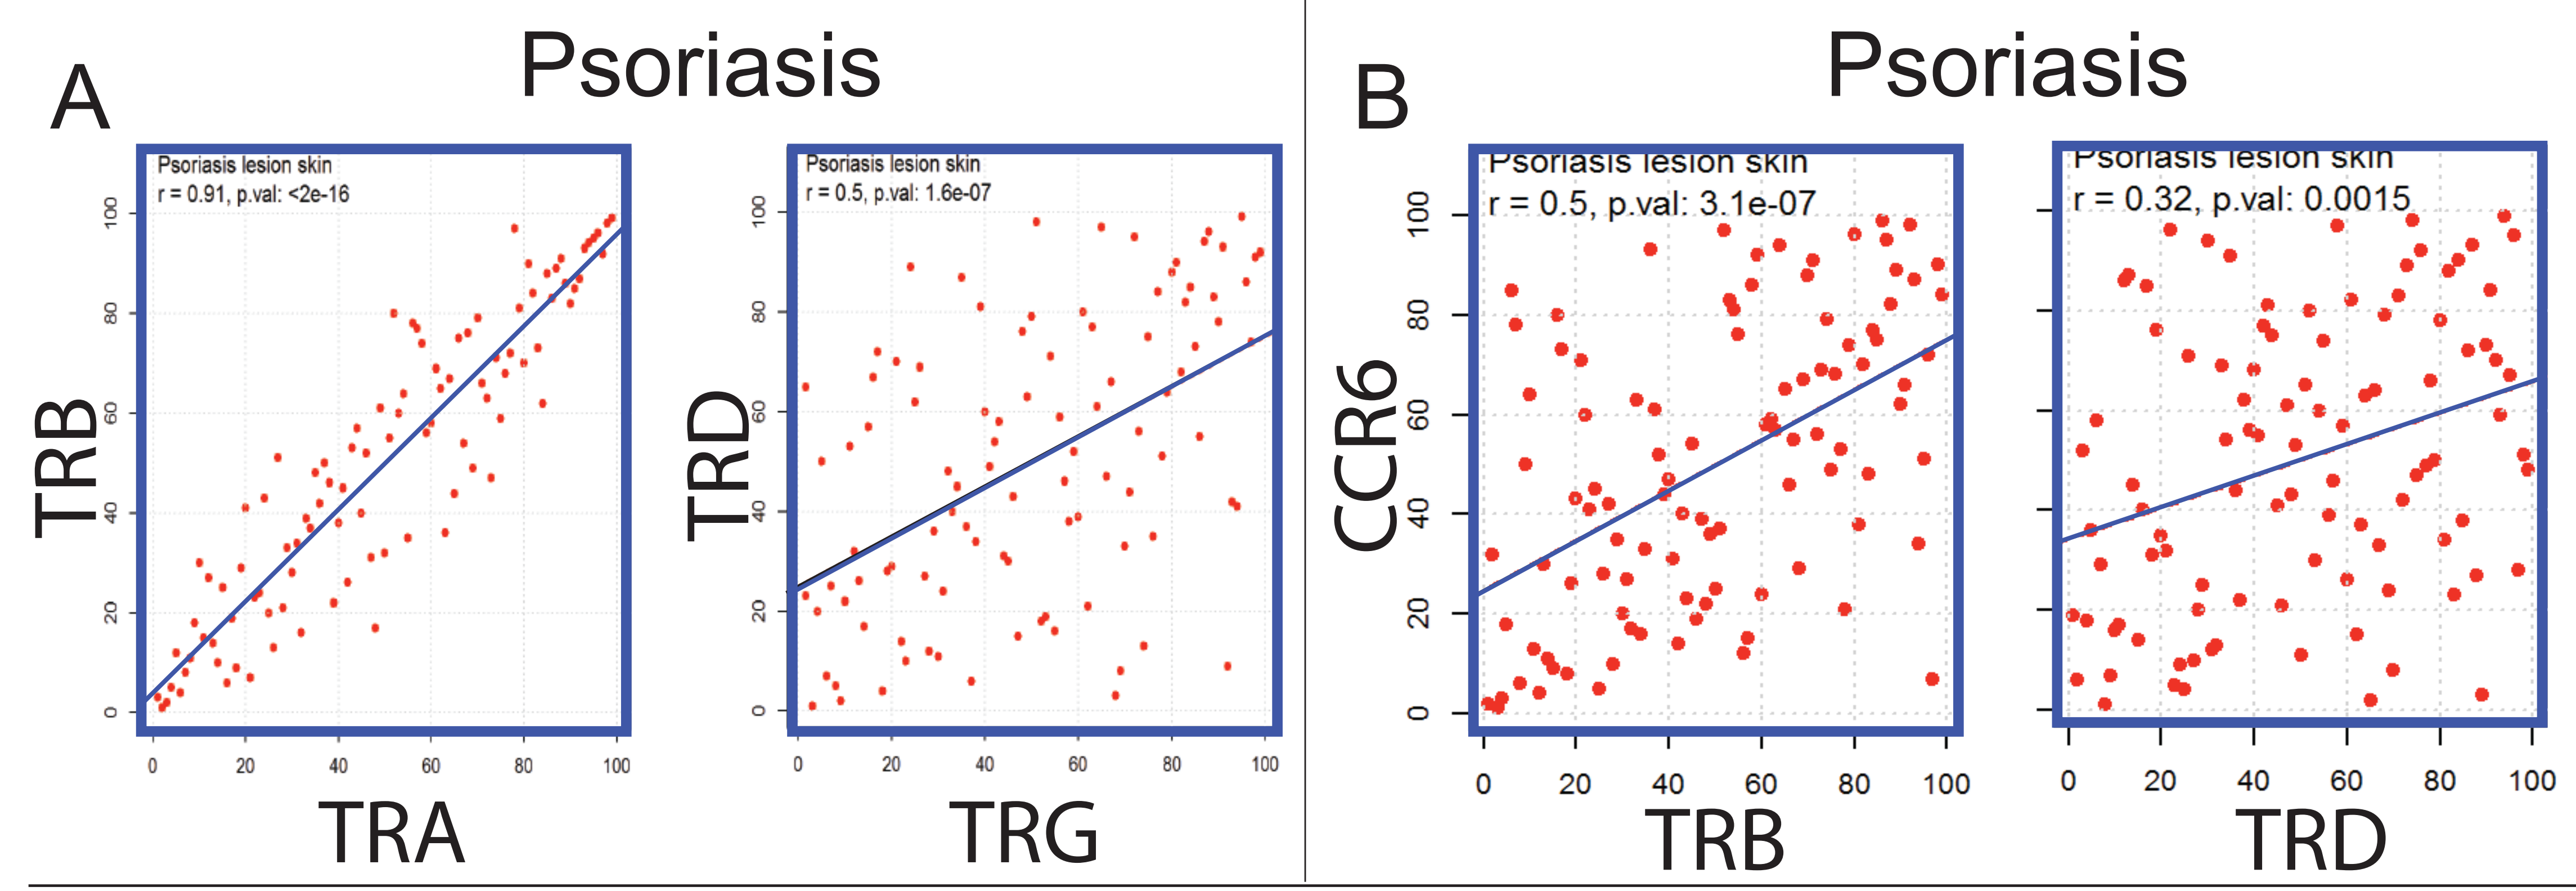 A
Psoriasis
Psoriasis lesion skin
r = 0.91, p.val: <2e-16
TRB
100
80
60
40
20
0
0 20 40 60 80 100
TRA
Psoriasis lesion skin
r = 0.5, p.val: 1.6e-07
TRD
100
80
60
40
20
0
0 20 40 60 80 100
TRG
B
Psoriasis
Psoriasis lesion skin
r = 0.5, p.val: 3.1e-07
CCR6
100
80
60
40
20
0
0 20 40 60 80 100
TRB
Psoriasis lesion skin
r = 0.32, p.val: 0.0015
0 20 40 60 80 100
TRD